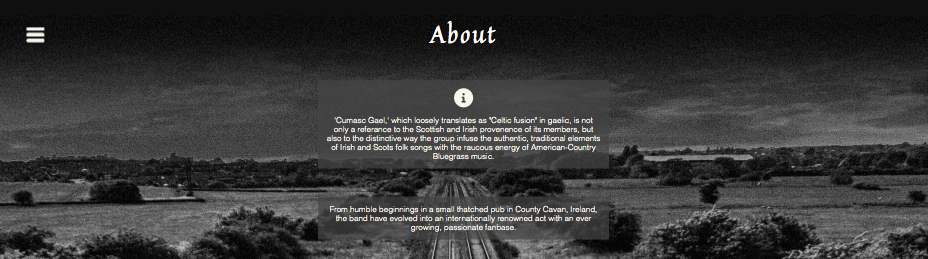 About
'Cumasc Gael,' which loosely translates as "Celtic fusion" in gaelic, is not
only a referance to the Scottish and Irish provenence of its members, but
also to the distinctive way the group infuse the authentic, traditional elements
of Irish and Scots folk songs with the raucous energy of American-Country
Bluegrass music.
From humble beginnings in a small thatched pub in County Cavan, Ireland,
the band have evolved into an internationally renowned act with an ever
growing, passionate fanbase.